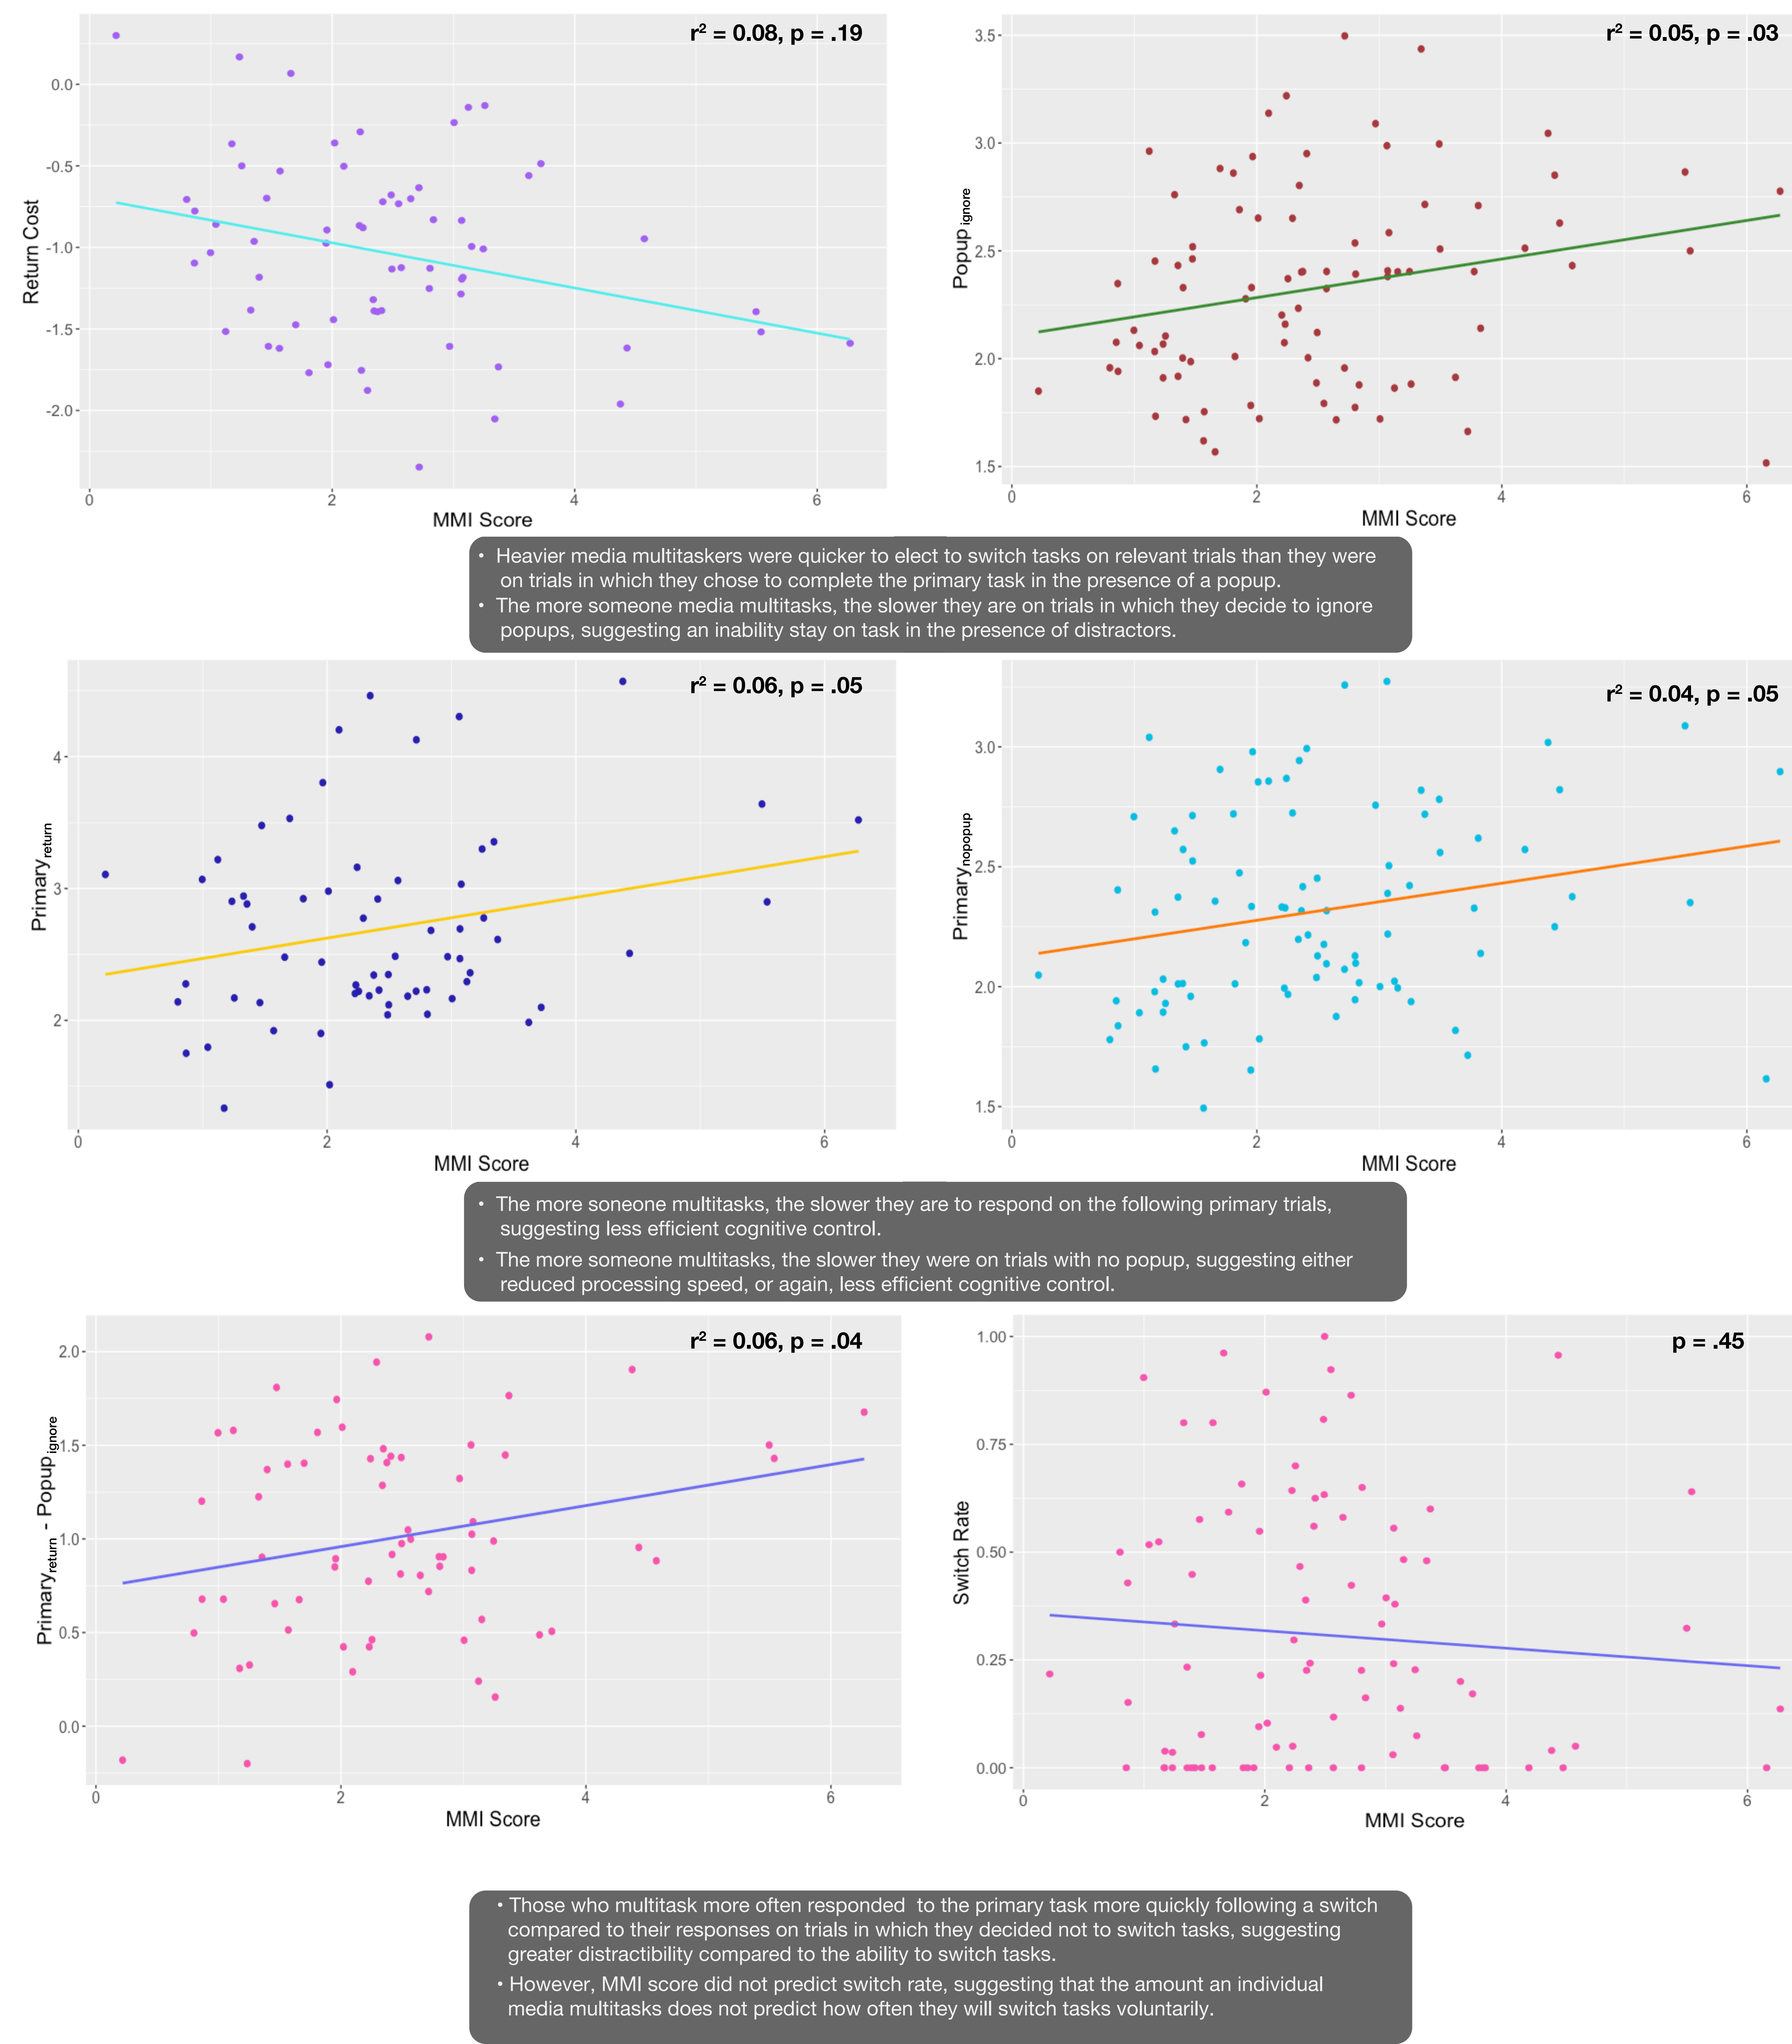 r² = 0.08, p = .19
0.0
-0.5
-1.0
-1.5
-2.0
Return Cost
0 2 4 6
MMI Score
r² = 0.05, p = .03
3.5
3.0
2.5
2.0
1.5
Popup ignore
0 2 4 6
MMI Score
• Heavier media multitaskers were quicker to elect to switch tasks on relevant trials than they were
on trials in which they chose to complete the primary task in the presence of a popup.
• The more someone media multitasks, the slower they are on trials in which they decide to ignore
popups, suggesting an inability stay on task in the presence of distractors.
r² = 0.06, p = .05
4
3
2
Primary return
0 2 4 6
MMI Score
r² = 0.04, p = .05
3.0
2.5
2.0
1.5
Primary nopopup
0 2 4 6
MMI Score
• The more soneone multitasks, the slower they are to respond on the following primary trials,
suggesting less efficient cognitive control.
• The more someone multitasks, the slower they were on trials with no popup, suggesting either
reduced processing speed, or again, less efficient cognitive control.
r² = 0.06, p = .04
2.0
1.5
1.0
0.5
0.0
Primary return - Popup ignore
0 2 4 6
MMI Score
p = .45
1.00
0.75
0.50
0.25
0.00
Switch Rate
0 2 4 6
MMI Score
• Those who multitask more often responded to the primary task more quickly following a switch
compared to their responses on trials in which they decided not to switch tasks, suggesting
greater distractibility compared to the ability to switch tasks.
• However, MMI score did not predict switch rate, suggesting that the amount an individual
media multitasks does not predict how often they will switch tasks voluntarily.